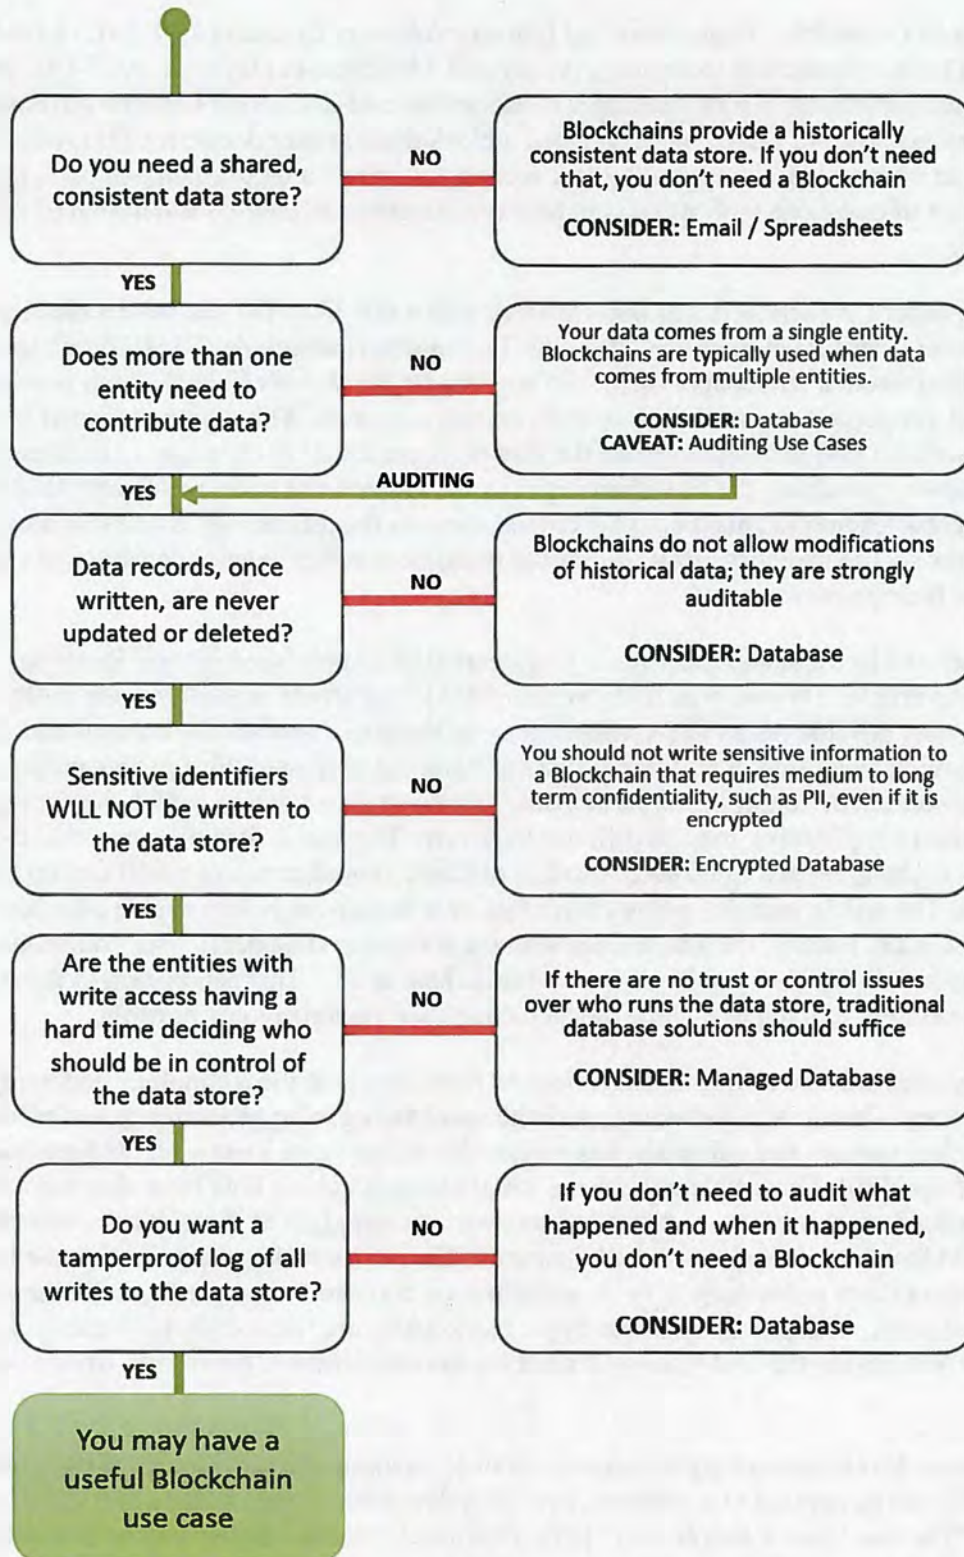 Do you need a shared,
consistent data store?
NO
Blockchains provide a historically
consistent data store. If you don't need
that, you don't need a Blockchain
CONSIDER: Email / Spreadsheets
YES
Does more than one
entity need to
contribute data?
NO
Your data comes from a single entity.
Blockchains are typically used when data
comes from multiple entities.
CONSIDER: Database
CAVEAT: Auditing Use Cases
YES
AUDITING
Data records, once
written, are never
updated or deleted?
NO
Blockchains do not allow modifications
of historical data; they are strongly
auditable
CONSIDER: Database
YES
Sensitive identifiers
WILL NOT be written to
the data store?
NO
You should not write sensitive information to
a Blockchain that requires medium to long
term confidentiality, such as PII, even if it is
encrypted
CONSIDER: Encrypted Database
YES
Are the entities with
write access having a
hard time deciding who
should be in control of
the data store?
NO
If there are no trust or control issues
over who runs the data store, traditional
database solutions should suffice
CONSIDER: Managed Database
YES
Do you want a
tamperproof log of all
writes to the data store?
NO
If you don't need to audit what
happened and when it happened,
you don't need a Blockchain
CONSIDER: Database
YES
You may have a
useful Blockchain
use case